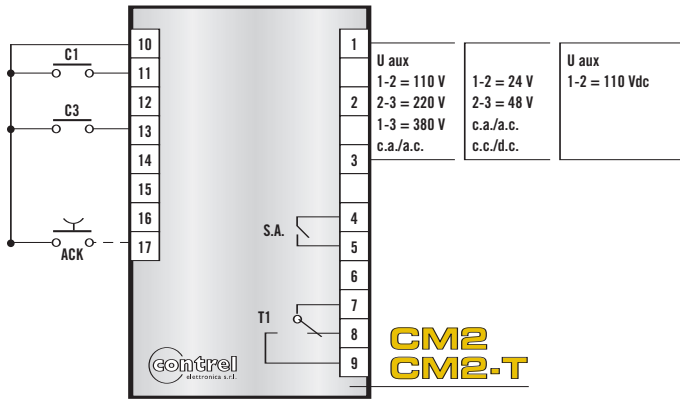 C1
C3
ACK
10
11
12
13
14
15
16
17
1
2
3
4
5
6
7
8
9
S.A.
T1
contrel
elettronica s.r.l.
U aux
1-2 = 110 V
2-3 = 220 V
1-3 = 380 V
c.a./a.c.
1-2 = 24 V
2-3 = 48 V
c.a./a.c.
c.c./d.c.
U aux
1-2 = 110 Vdc
CM2
CM2-T